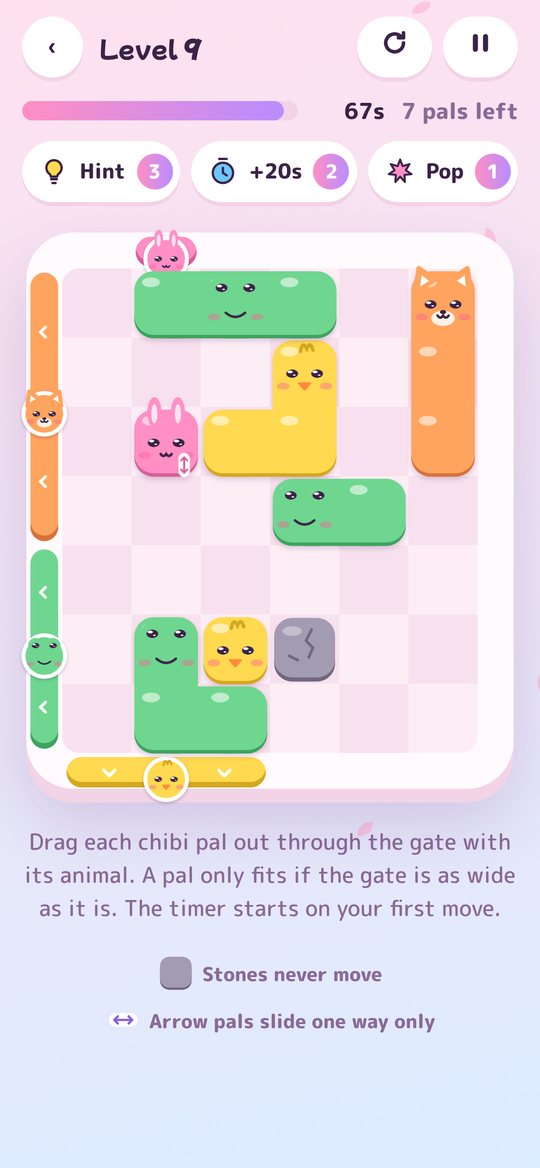 ‹ Level 9
67s 7 pals left
Hint 3 +20s 2 Pop 1
Drag each chibi pal out through the gate with
its animal. A pal only fits if the gate is as wide
as it is. The timer starts on your first move.
Stones never move
Arrow pals slide one way only